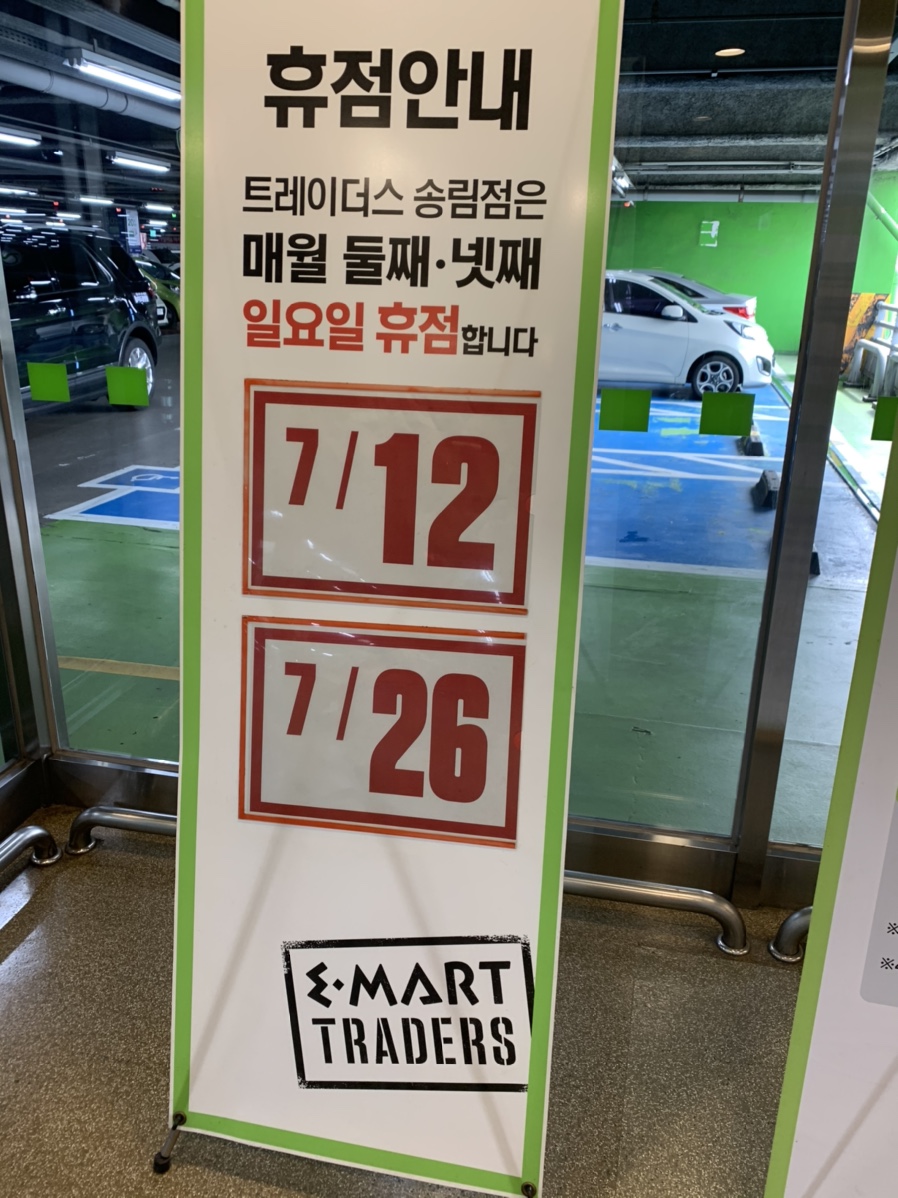 휴점안내
트레이더스 송림점은
매월 둘째·넷째
일요일 휴점합니다
7/12
7/26
E·MART
TRADERS